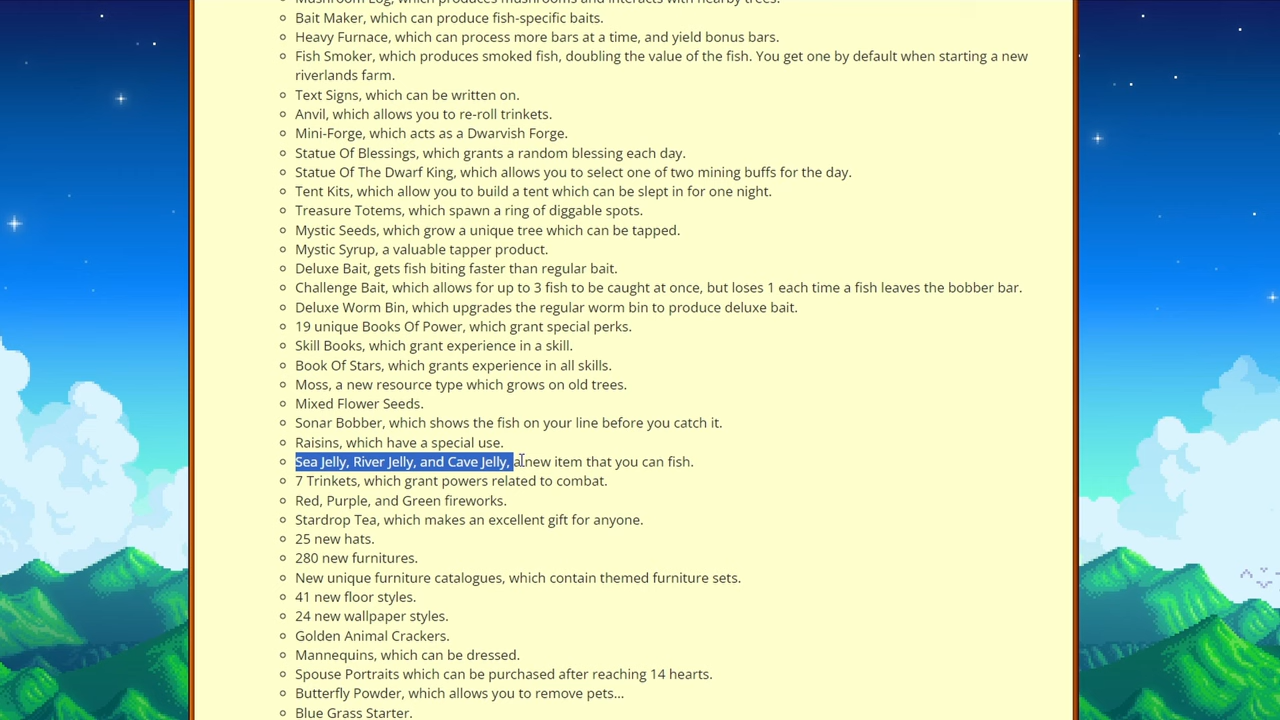 Mushroom Log, which produces mushrooms and interacts with nearby trees.
Bait Maker, which can produce fish-specific baits.
Heavy Furnace, which can process more bars at a time, and yield bonus bars.
Fish Smoker, which produces smoked fish, doubling the value of the fish. You get one by default when starting a new
riverlands farm.
Text Signs, which can be written on.
Anvil, which allows you to re-roll trinkets.
Mini-Forge, which acts as a Dwarvish Forge.
Statue Of Blessings, which grants a random blessing each day.
Statue Of The Dwarf King, which allows you to select one of two mining buffs for the day.
Tent Kits, which allow you to build a tent which can be slept in for one night.
Treasure Totems, which spawn a ring of diggable spots.
Mystic Seeds, which grow a unique tree which can be tapped.
Mystic Syrup, a valuable tapper product.
Deluxe Bait, gets fish biting faster than regular bait.
Challenge Bait, which allows for up to 3 fish to be caught at once, but loses 1 each time a fish leaves the bobber bar.
Deluxe Worm Bin, which upgrades the regular worm bin to produce deluxe bait.
19 unique Books Of Power, which grant special perks.
Skill Books, which grant experience in a skill.
Book Of Stars, which grants experience in all skills.
Moss, a new resource type which grows on old trees.
Mixed Flower Seeds.
Sonar Bobber, which shows the fish on your line before you catch it.
Raisins, which have a special use.
Sea Jelly, River Jelly, and Cave Jelly, a new item that you can fish.
7 Trinkets, which grant powers related to combat.
Red, Purple, and Green fireworks.
Stardrop Tea, which makes an excellent gift for anyone.
25 new hats.
280 new furnitures.
New unique furniture catalogues, which contain themed furniture sets.
41 new floor styles.
24 new wallpaper styles.
Golden Animal Crackers.
Mannequins, which can be dressed.
Spouse Portraits which can be purchased after reaching 14 hearts.
Butterfly Powder, which allows you to remove pets...
Blue Grass Starter.